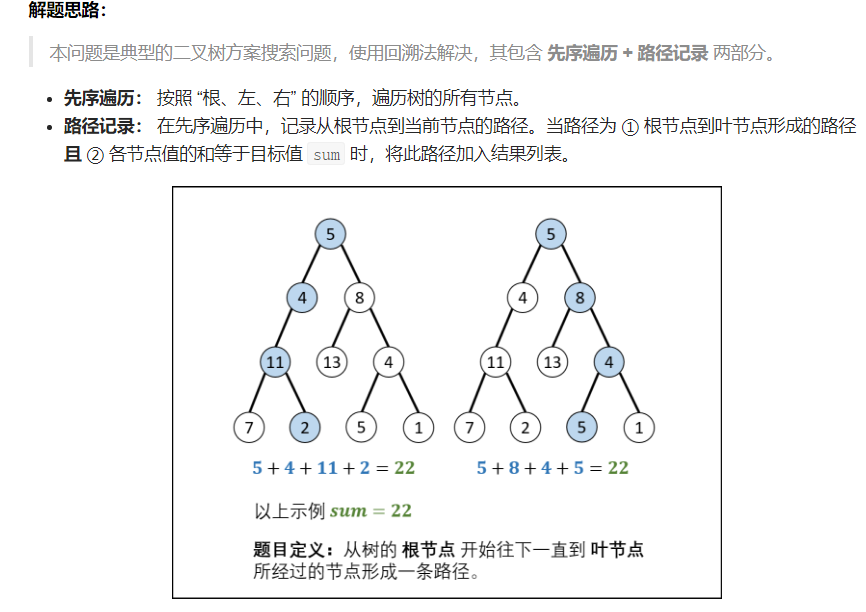 解题思路：
本问题是典型的二叉树方案搜索问题，使用回溯法解决，其包含 先序遍历 + 路径记录 两部分。
• 先序遍历： 按照 “根、左、右” 的顺序，遍历树的所有节点。
• 路径记录： 在先序遍历中，记录从根节点到当前节点的路径。当路径为 ① 根节点到叶节点形成的路径
且 ② 各节点值的和等于目标值 sum 时，将此路径加入结果列表。
5 5
4 8 4 8
11 13 4 11 13 4
7 2 5 1 7 2 5 1
5 + 4 + 11 + 2 = 22 5 + 8 + 4 + 5 = 22
以上示例 sum = 22
题目定义：从树的 根节点 开始往下一直到 叶节点
所经过的节点形成一条路径。